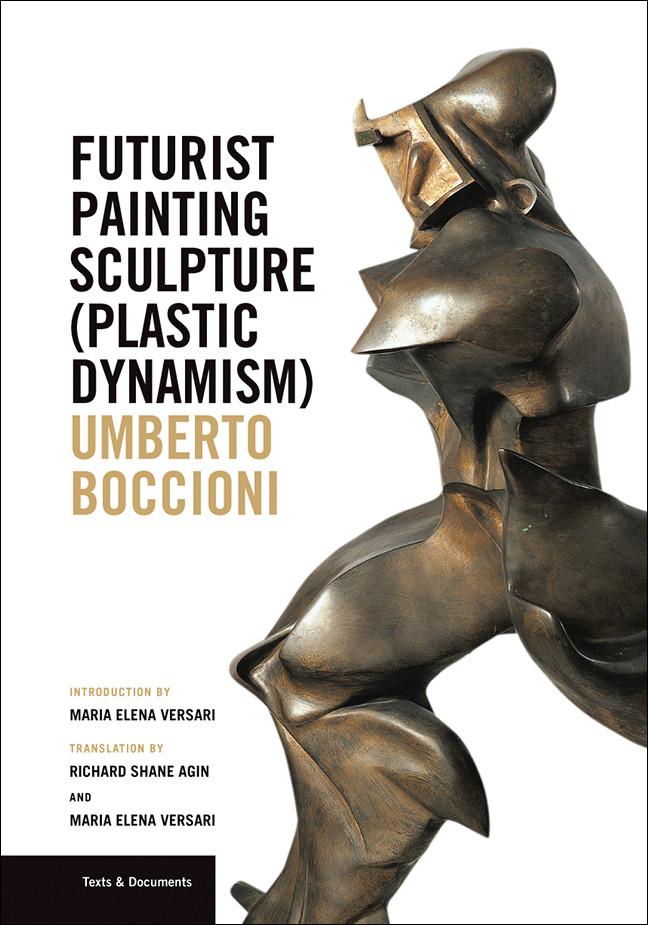 FUTURIST
PAINTING
SCULPTURE
(PLASTIC
DYNAMISM)
UMBERTO
BOCCIONI
INTRODUCTION BY
MARIA ELENA VERSARI
TRANSLATION BY
RICHARD SHANE AGIN
AND
MARIA ELENA VERSARI
Texts & Documents